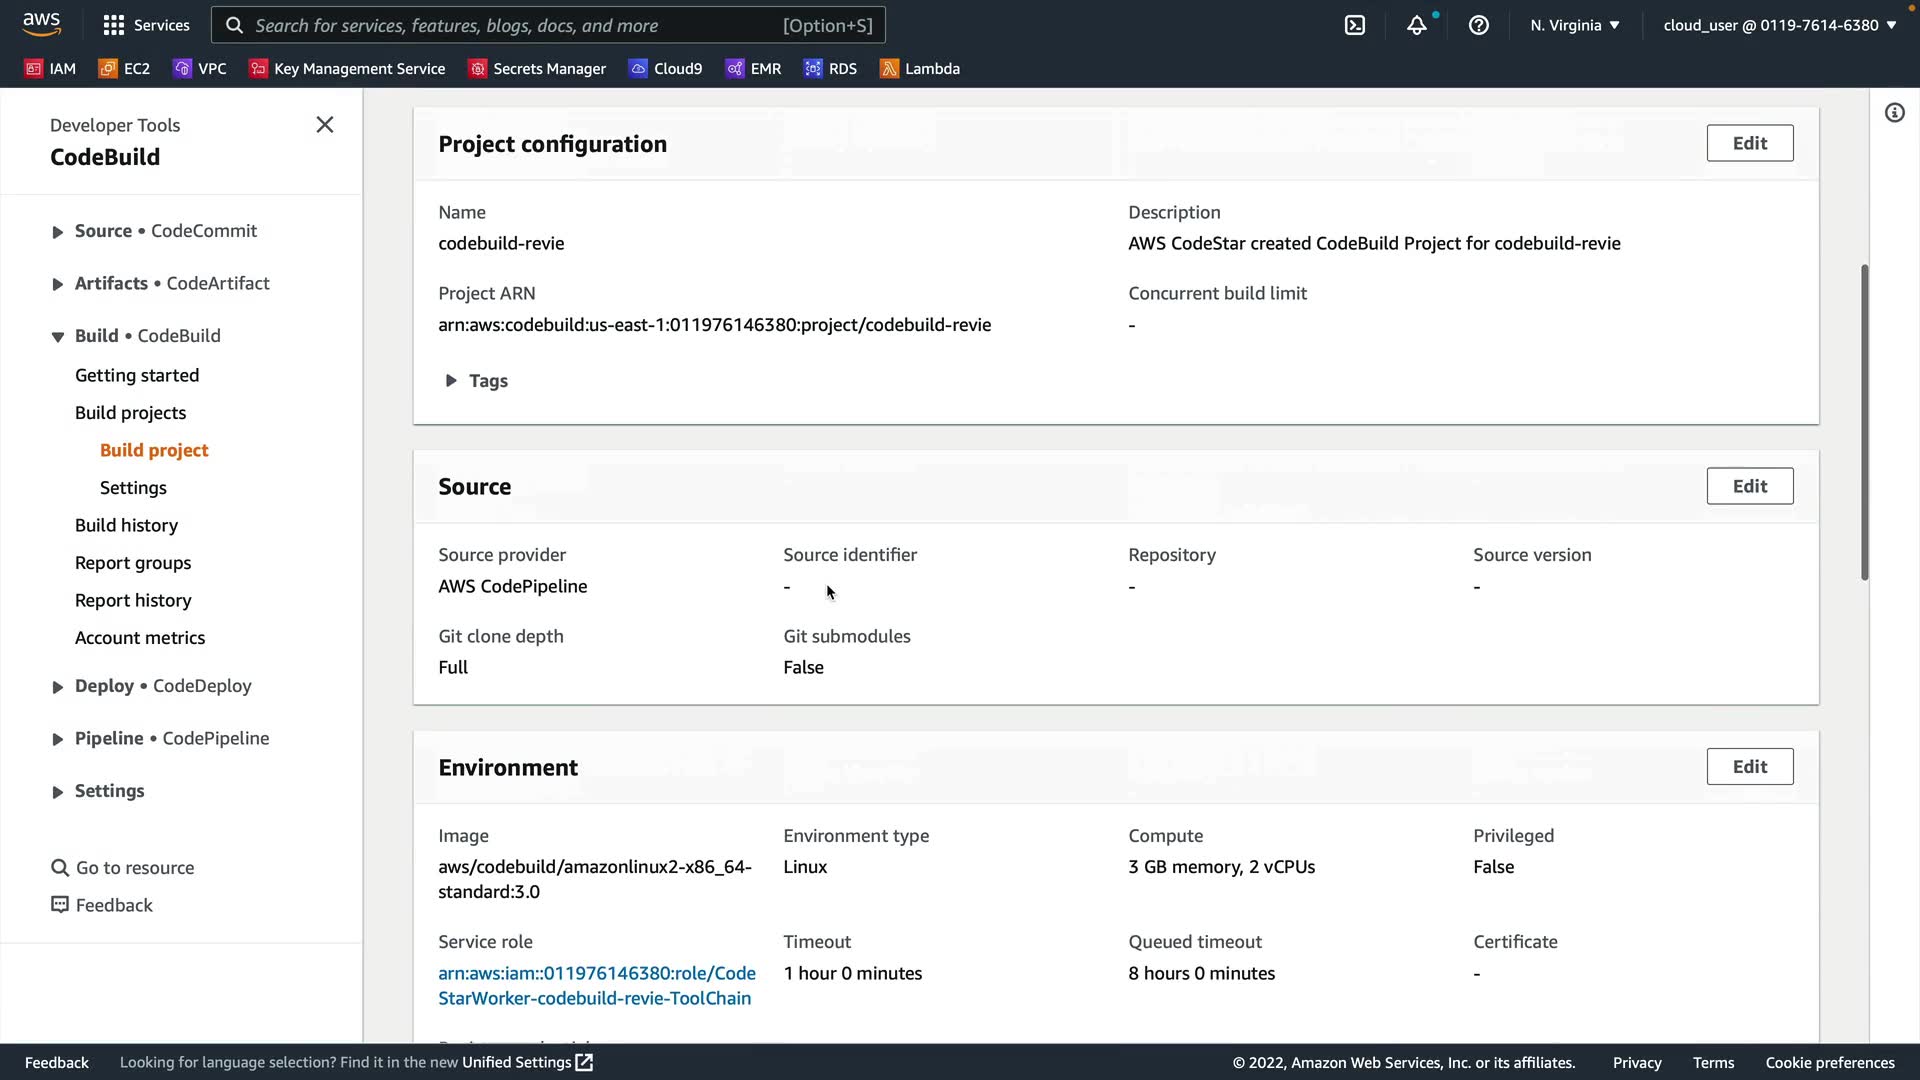 aws
Services
Search for services, features, blogs, docs, and more
[Option+S]
N. Virginia
cloud_user @ 0119-7614-6380
IAM
EC2
VPC
Key Management Service
Secrets Manager
Cloud9
EMR
RDS
Lambda
Developer Tools
CodeBuild
Source • CodeCommit
Artifacts • CodeArtifact
Build • CodeBuild
Getting started
Build projects
Build project
Settings
Build history
Report groups
Report history
Account metrics
Deploy • CodeDeploy
Pipeline • CodePipeline
Settings
Go to resource
Feedback
Project configuration
Edit
Name
codebuild-revie
Description
AWS CodeStar created CodeBuild Project for codebuild-revie
Project ARN
arn:aws:codebuild:us-east-1:011976146380:project/codebuild-revie
Concurrent build limit
-
Tags
Source
Edit
Source provider
AWS CodePipeline
Source identifier
-
Repository
-
Source version
-
Git clone depth
Full
Git submodules
False
Environment
Edit
Image
aws/codebuild/amazonlinux2-x86_64-
standard:3.0
Environment type
Linux
Compute
3 GB memory, 2 vCPUs
Privileged
False
Service role
arn:aws:iam::011976146380:role/Code
StarWorker-codebuild-revie-ToolChain
Timeout
1 hour 0 minutes
Queued timeout
8 hours 0 minutes
Certificate
-
Feedback
Looking for language selection? Find it in the new Unified Settings
© 2022, Amazon Web Services, Inc. or its affiliates.
Privacy
Terms
Cookie preferences